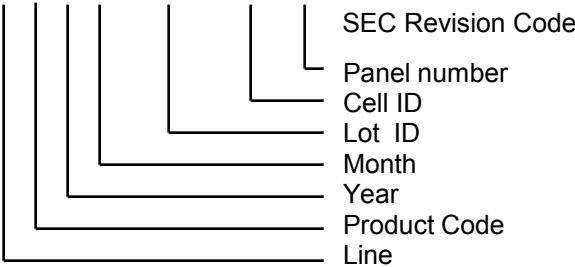 SEC Revision Code
Panel number
Cell ID
Lot ID
Month
Year
Product Code
Line